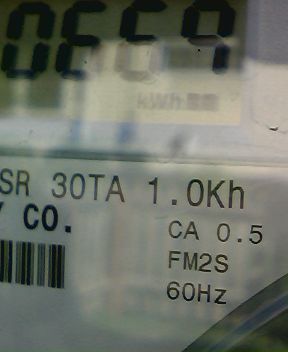 kWh
SR 30TA 1.0Kh
Y CO.
CA 0.5
FM2S
60Hz